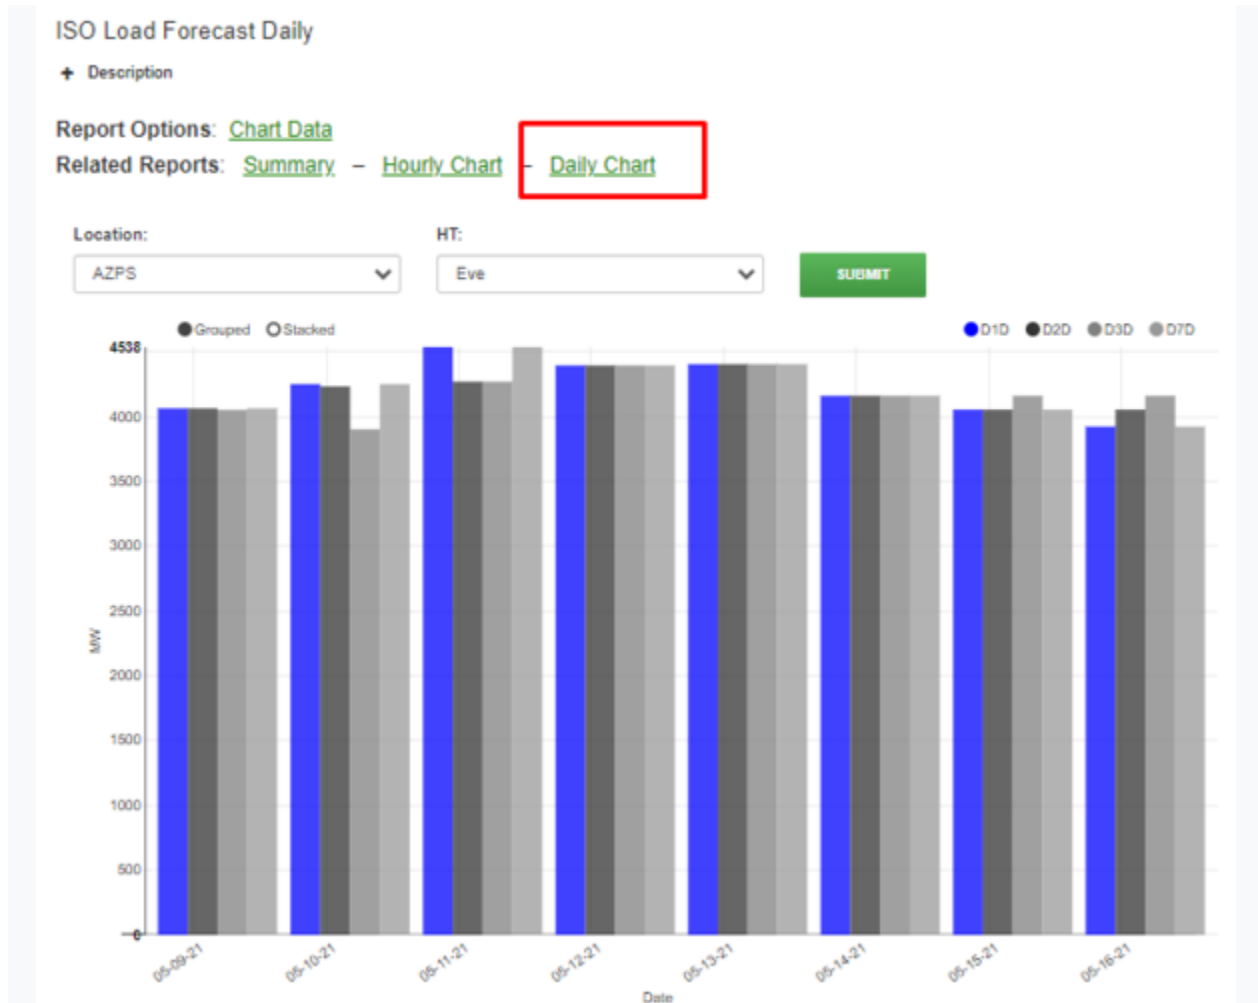 ISO Load Forecast Daily
+ Description
Report Options: Chart Data
Related Reports: Summary – Hourly Chart – Daily Chart
Location: HT:
AZPS Eve SUBMIT
Grouped Stacked D1D D2D D3D D7D
4538
4000
3500
3000
2500
MW
2000
1500
1000
500
0
05-09-21 05-10-21 05-11-21 05-12-21 05-13-21 05-14-21 05-15-21 05-16-21
Date